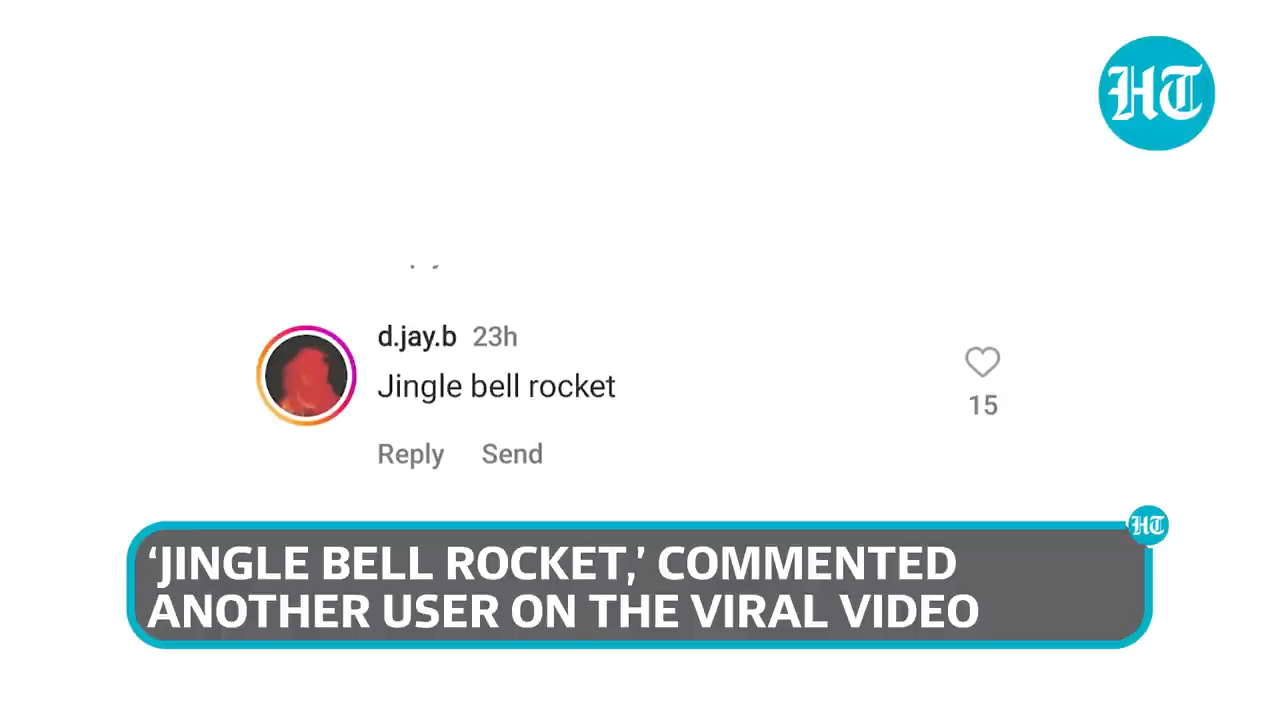 HT
d.jay.b 23h
Jingle bell rocket
15
Reply Send
HT
‘JINGLE BELL ROCKET,’ COMMENTED
ANOTHER USER ON THE VIRAL VIDEO